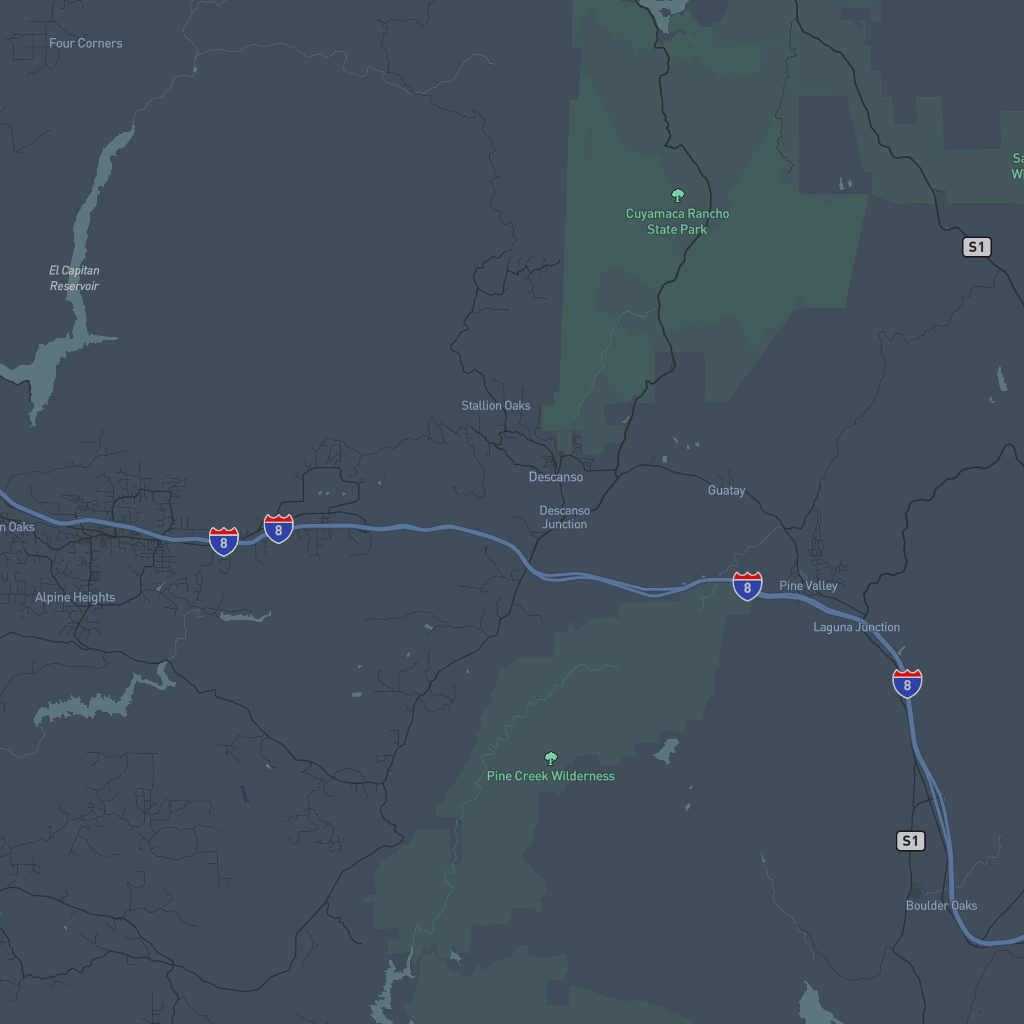 Four Corners
Cuyamaca Rancho
State Park
S1
El Capitan
Reservoir
Stallion Oaks
Descanso
Guatay
Descanso
Junction
8
8
8
Pine Valley
Alpine Heights
Laguna Junction
8
Pine Creek Wilderness
S1
Boulder Oaks